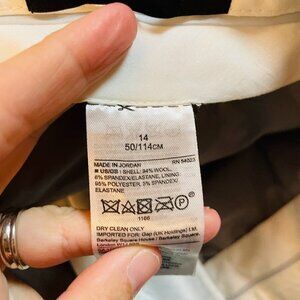 14
50/114CM
MADE IN JORDAN RN 54023
■ US/GB | SHELL: 94% WOOL,
6% SPANDEX/ELASTANE, LINING:
95% POLYESTER, 5% SPANDEX/
ELASTANE
P
1166
DRY CLEAN ONLY
IMPORTED FOR: Gap (UK Holdings) Ltd.
Berkeley Square House / Berkeley
Square, London